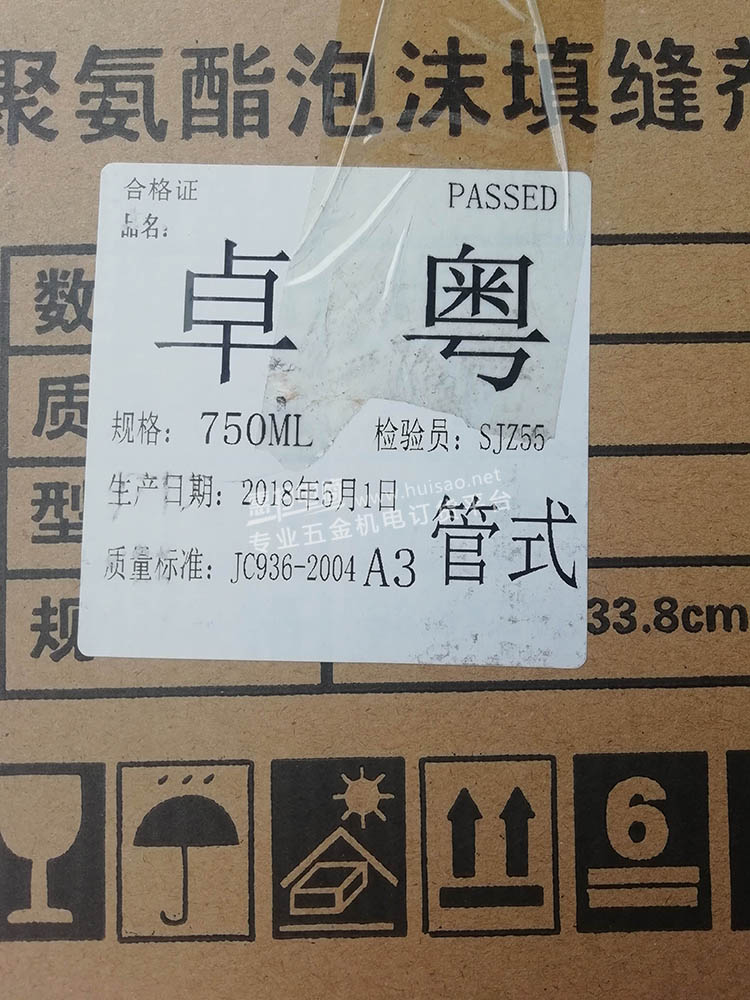 聚氨酯泡沫填缝剂
合格证 PASSED
品名:
卓 粤
数
规格: 750ML 检验员: SJZ55
质
生产日期: 2018年5月1日
www.huisao.net
专业五金机电订货平台
型
管式
质量标准: JC936-2004 A3
规 33.8cm
6